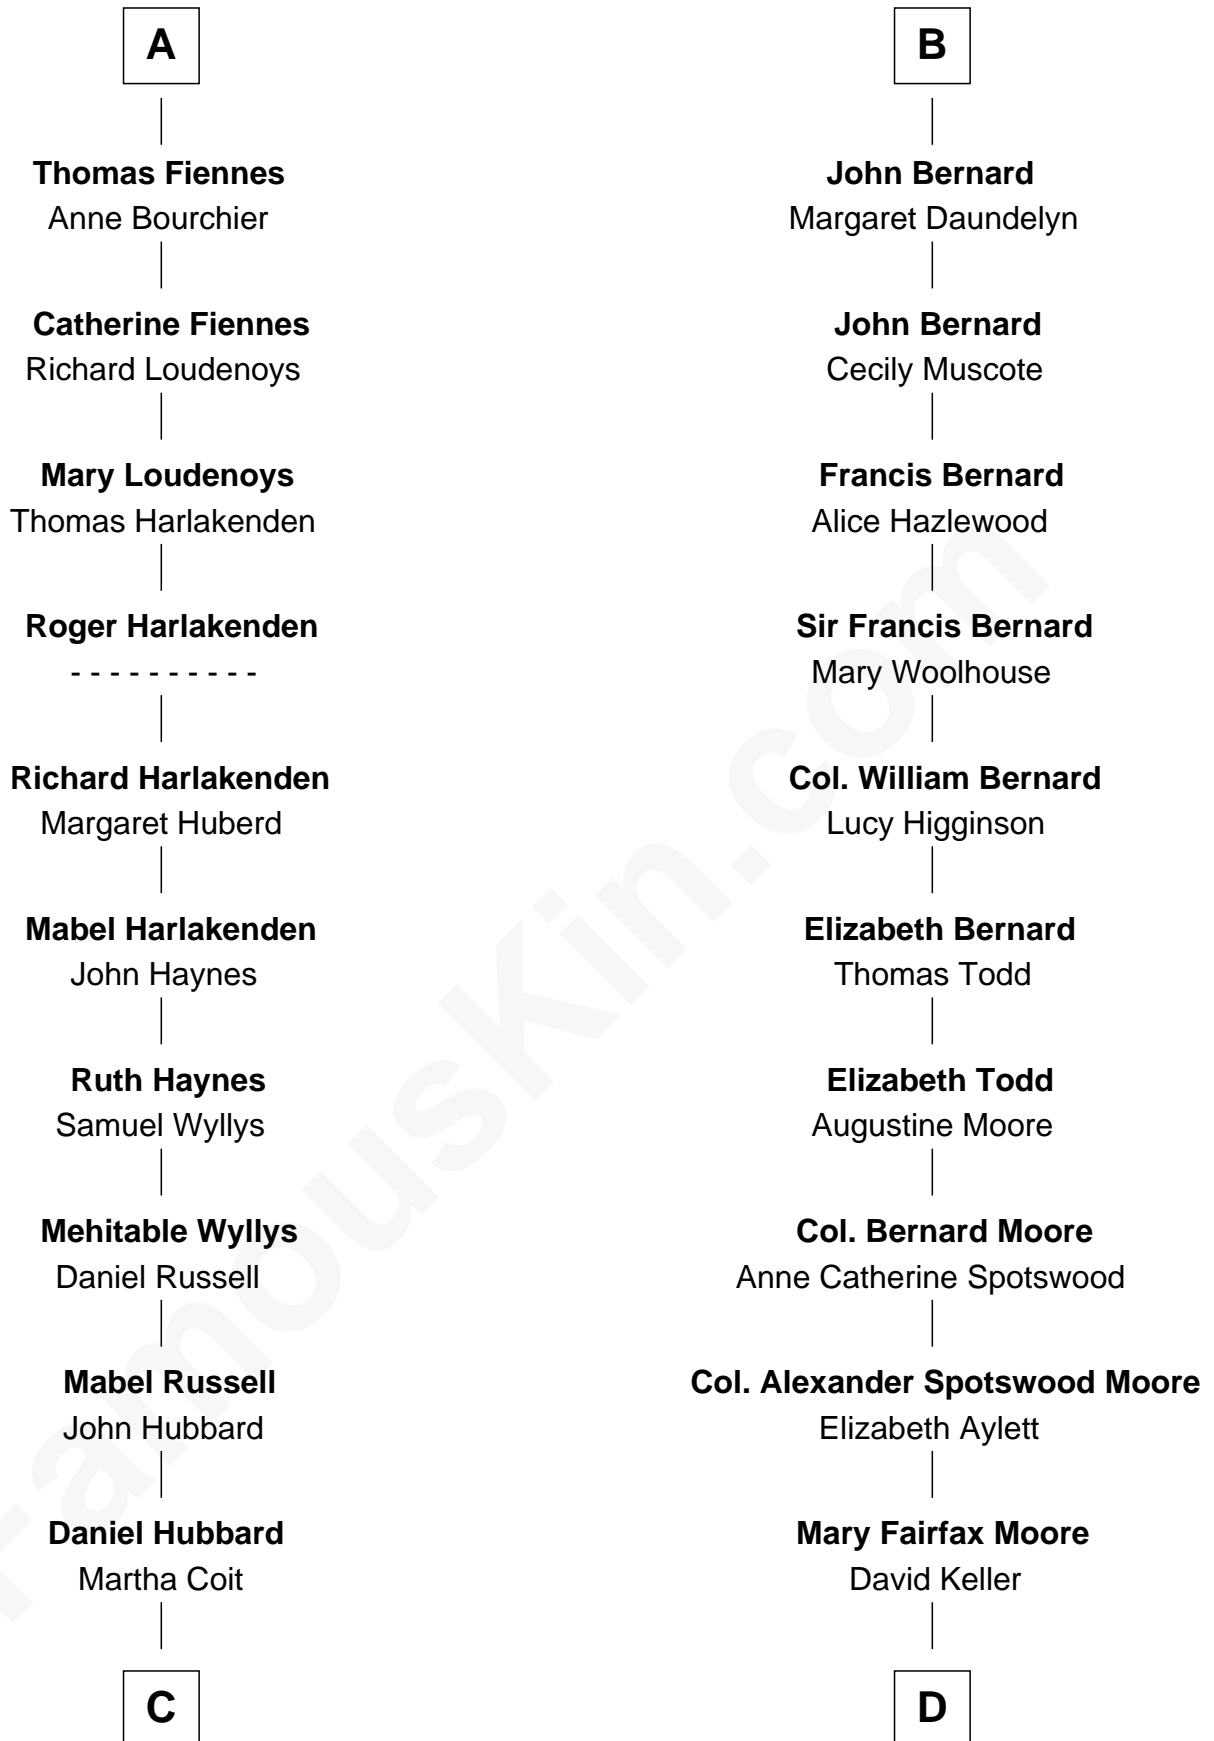 A
Thomas Fiennes
Anne Bourchier
Catherine Fiennes
Richard Loudenoys
Mary Loudenoys
Thomas Harlakenden
Roger Harlakenden
- - - - - - - - - -
Richard Harlakenden
Margaret Huberd
Mabel Harlakenden
John Haynes
Ruth Haynes
Samuel Wyllys
Mehitable Wyllys
Daniel Russell
Mabel Russell
John Hubbard
Daniel Hubbard
Martha Coit
C
B
John Bernard
Margaret Daundelyn
John Bernard
Cecily Muscote
Francis Bernard
Alice Hazlewood
Sir Francis Bernard
Mary Woolhouse
Col. William Bernard
Lucy Higginson
Elizabeth Bernard
Thomas Todd
Elizabeth Todd
Augustine Moore
Col. Bernard Moore
Anne Catherine Spotswood
Col. Alexander Spotswood Moore
Elizabeth Aylett
Mary Fairfax Moore
David Keller
D
FamousKin.com